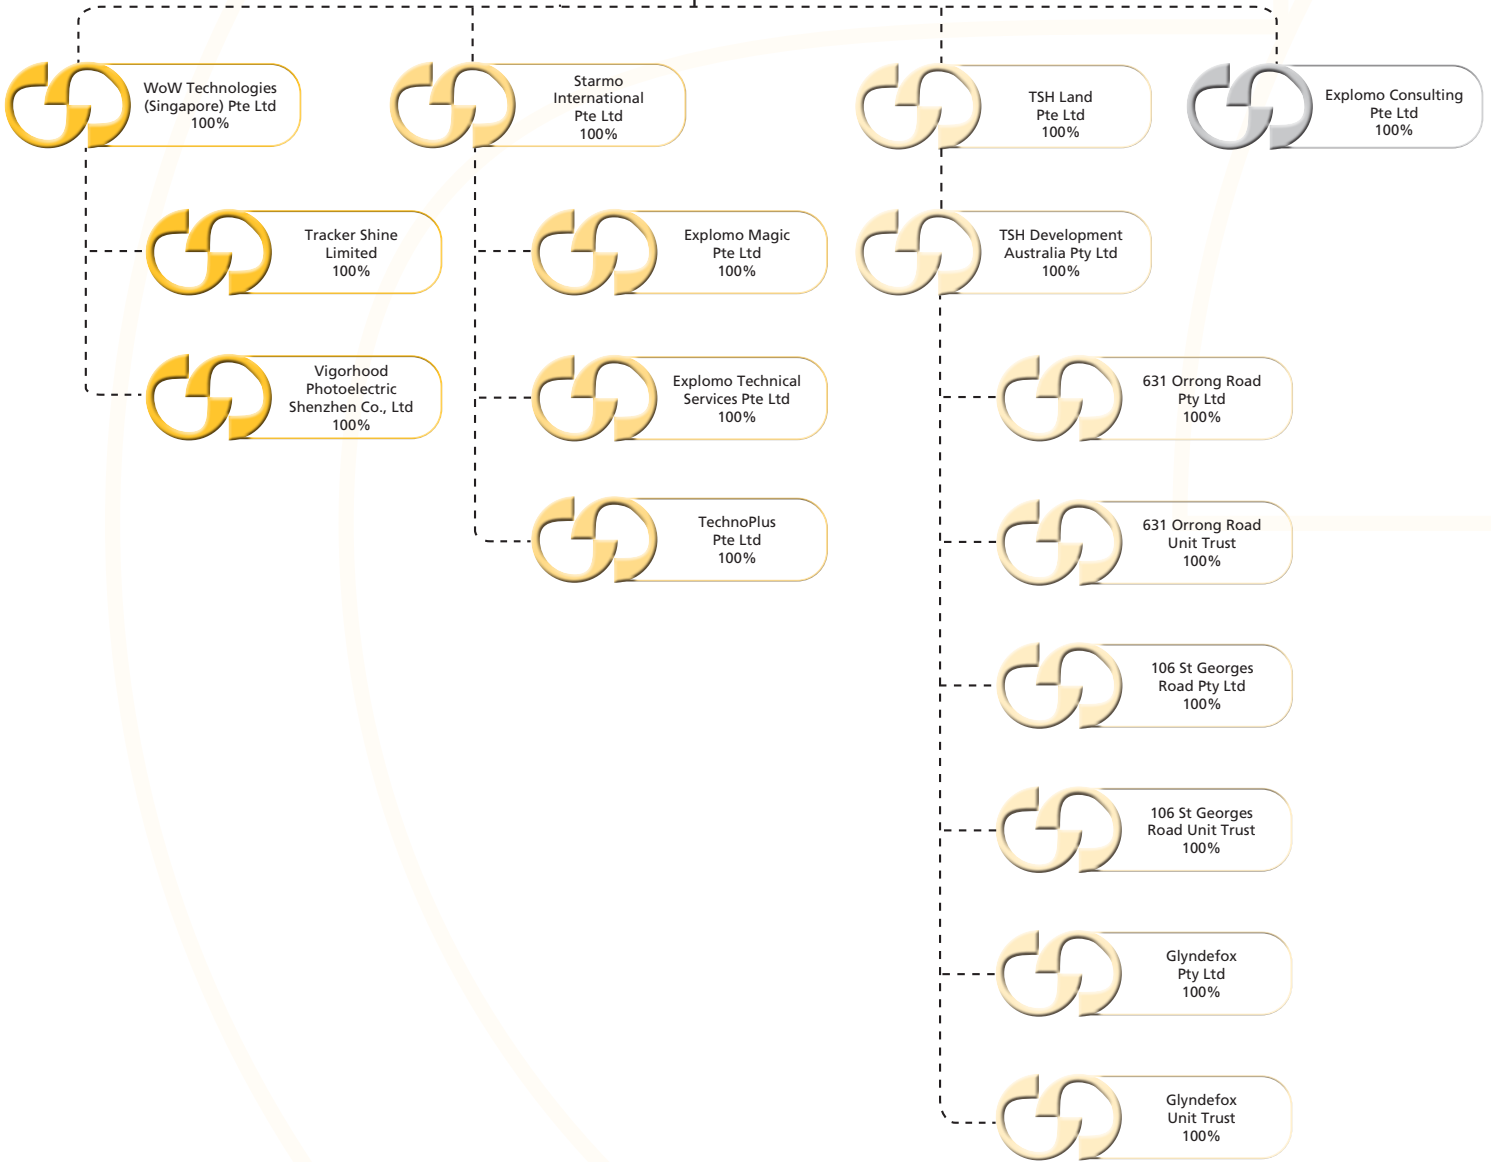 WoW Technologies
(Singapore) Pte Ltd
100%
Starmo
International
Pte Ltd
100%
TSH Land
Pte Ltd
100%
Explomo Consulting
Pte Ltd
100%
Tracker Shine
Limited
100%
Explomo Magic
Pte Ltd
100%
TSH Development
Australia Pty Ltd
100%
Vigorhood
Photoelectric
Shenzhen Co., Ltd
100%
Explomo Technical
Services Pte Ltd
100%
631 Orrong Road
Pty Ltd
100%
TechnoPlus
Pte Ltd
100%
631 Orrong Road
Unit Trust
100%
106 St Georges
Road Pty Ltd
100%
106 St Georges
Road Unit Trust
100%
Glyndefox
Pty Ltd
100%
Glyndefox
Unit Trust
100%